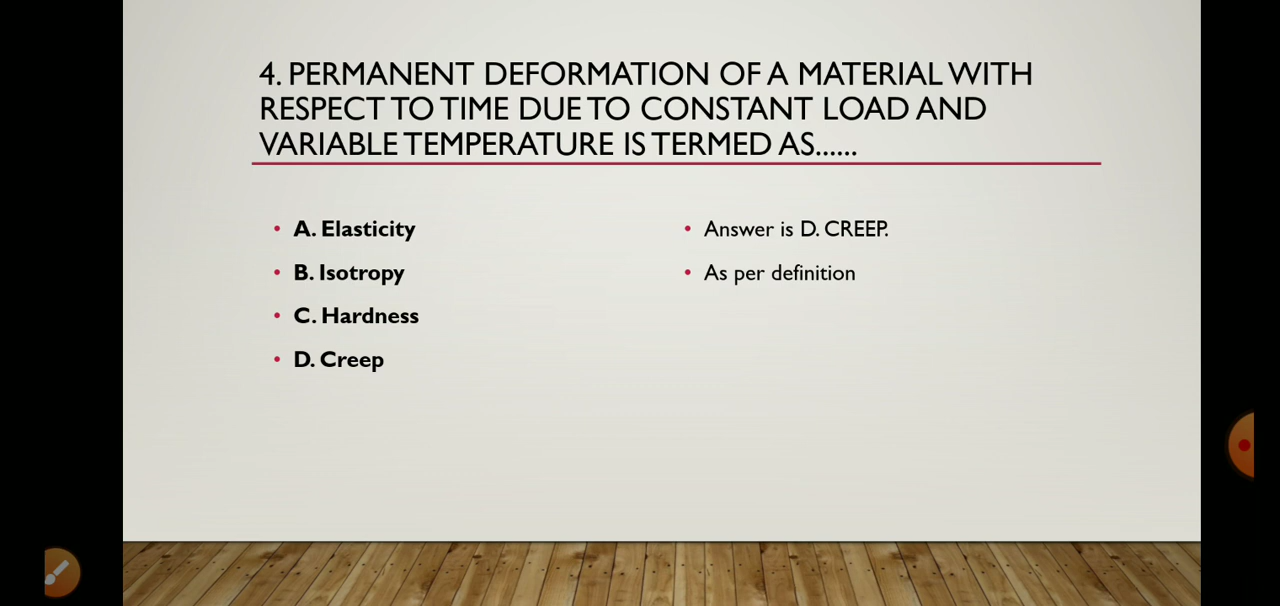 4. PERMANENT DEFORMATION OF A MATERIAL WITH
RESPECT TO TIME DUE TO CONSTANT LOAD AND
VARIABLE TEMPERATURE IS TERMED AS......
• A. Elasticity
• B. Isotropy
• C. Hardness
• D. Creep
• Answer is D. CREEP.
• As per definition